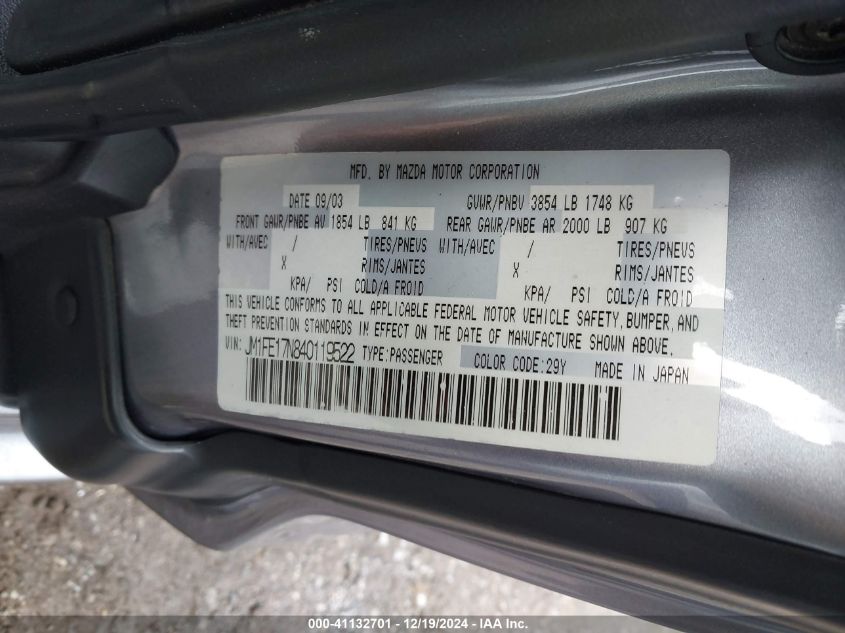 MFD. BY MAZDA MOTOR CORPORATION
DATE 09/03 GVWR/PNBV 3854 LB 1748 KG
FRONT GAWR/PNBE AV 1854 LB 841 KG REAR GAWR/PNBE AR 2000 LB 907 KG
WITH/AVEC / TIRES/PNEUS WITH/AVEC / TIRES/PNEUS
X RIMS/JANTES X RIMS/JANTES
KPA/ PSI COLD/A FROID KPA/ PSI COLD/A FROID
THIS VEHICLE CONFORMS TO ALL APPLICABLE FEDERAL MOTOR VEHICLE SAFETY, BUMPER, AND
THEFT PREVENTION STANDARDS IN EFFECT ON THE DATE OF MANUFACTURE SHOWN ABOVE.
VIN: JM1FE17N840119522 TYPE:PASSENGER COLOR CODE:29Y MADE IN JAPAN
000-41132701 - 12/19/2024 - IAA Inc.